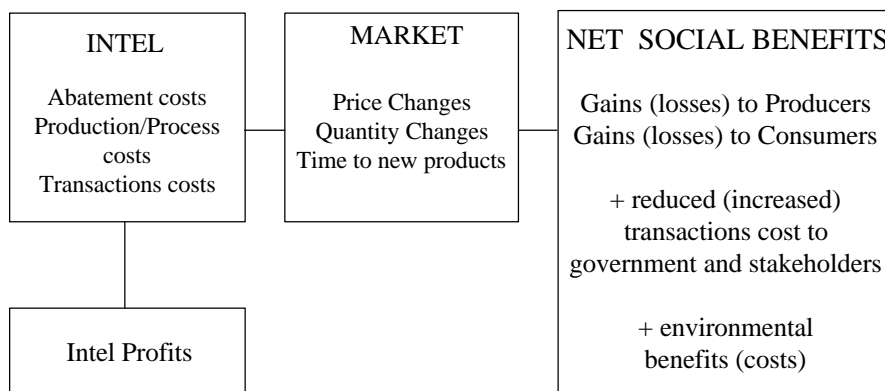 INTEL
Abatement costs
Production/Process
costs
Transactions costs
MARKET
Price Changes
Quantity Changes
Time to new products
NET SOCIAL BENEFITS
Gains (losses) to Producers
Gains (losses) to Consumers
+ reduced (increased)
transactions cost to
government and stakeholders
+ environmental
benefits (costs)
Intel Profits